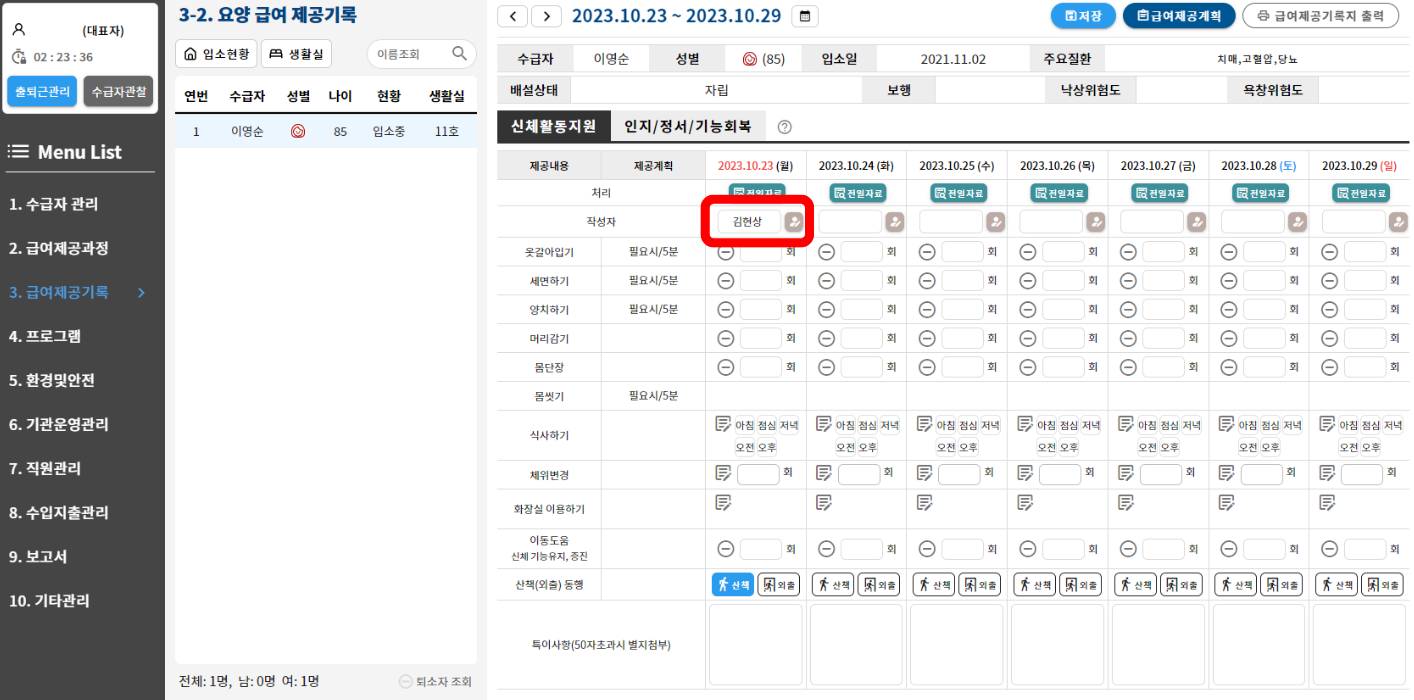 (대표자)
02 : 23 : 36
출퇴근관리 수급자관찰
Menu List
1. 수급자 관리
2. 급여제공과정
3. 급여제공기록
4. 프로그램
5. 환경및안전
6. 기관운영관리
7. 직원관리
8. 수입지출관리
9. 보고서
10. 기타관리
3-2. 요양 급여 제공기록
입소현황 생활실 이름조회
연번 수급자 성별 나이 현황 생활실
1 이영순 여 85 입소중 11호
전체: 1명, 남: 0명 여: 1명 퇴소자 조회
2023.10.23 ~ 2023.10.29
저장 급여제공계획 급여제공기록지 출력
수급자 이영순 성별 여 (85) 입소일 2021.11.02 주요질환 치매,고혈압,당뇨
배설상태 자립 보행 낙상위험도 욕창위험도
신체활동지원 인지/정서/기능회복 ?
제공내용 제공계획 2023.10.23 (월) 2023.10.24 (화) 2023.10.25 (수) 2023.10.26 (목) 2023.10.27 (금) 2023.10.28 (토) 2023.10.29 (일)
처리 전일자료 전일자료 전일자료 전일자료 전일자료 전일자료 전일자료
작성자 김현상
옷갈아입기 필요시/5분 회 회 회 회 회 회 회
세면하기 필요시/5분 회 회 회 회 회 회 회
양치하기 필요시/5분 회 회 회 회 회 회 회
머리감기 회 회 회 회 회 회 회
몸단장 회 회 회 회 회 회 회
몸씻기 필요시/5분
식사하기 아침 점심 저녁 아침 점심 저녁 아침 점심 저녁 아침 점심 저녁 아침 점심 저녁 아침 점심 저녁 아침 점심 저녁
오전 오후 오전 오후 오전 오후 오전 오후 오전 오후 오전 오후 오전 오후
체위변경 회 회 회 회 회 회 회
화장실 이용하기
이동도움
신체 기능유지, 증진 회 회 회 회 회 회 회
산책(외출) 동행 산책 외출 산책 외출 산책 외출 산책 외출 산책 외출 산책 외출 산책 외출
특이사항(50자초과시 별지첨부)